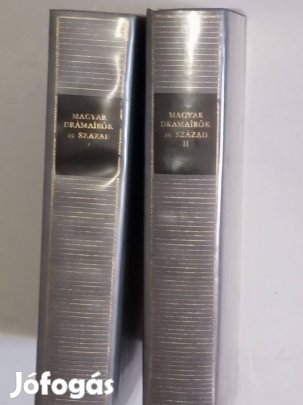 MAGYAR
DRÁMAÍRÓK
19. SZÁZAD
I
MAGYAR
DRÁMAÍRÓK
19. SZÁZAD
II
Jófogás